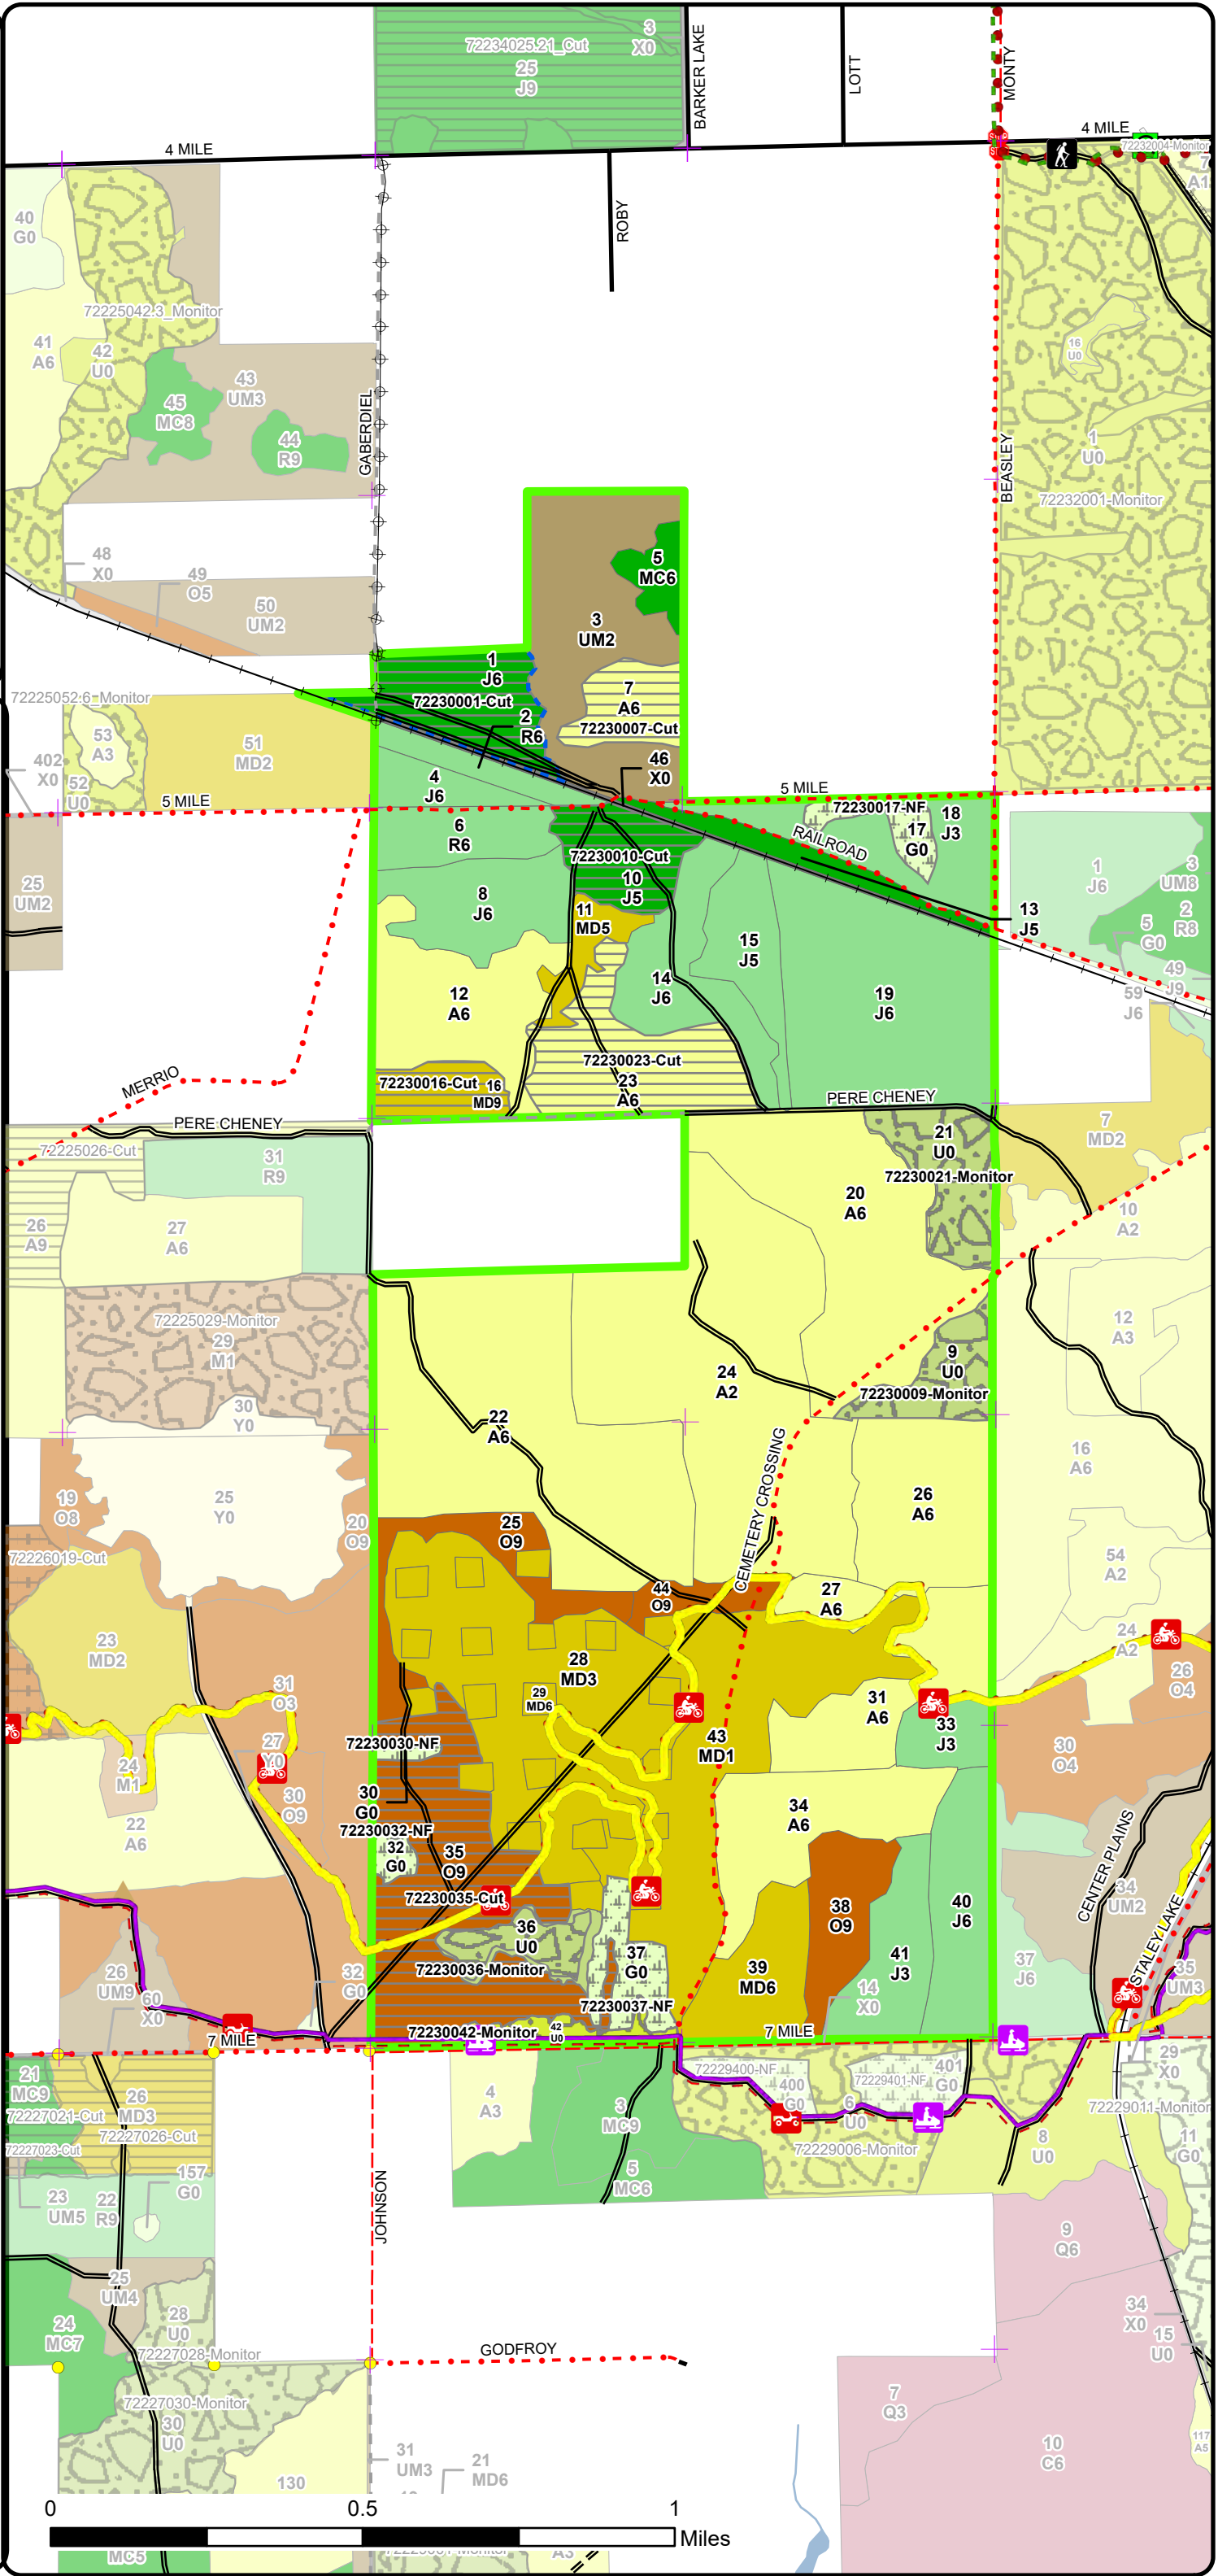 72234025.21_Cut
25
J9
3
X0
BARKER LAKE
LOTT
MONTY
4 MILE
4 MILE
72232004-Monitor
ROBY
40
G0
72225042.3_Monitor
41
A6
42
U0
43
UM3
45
MC8
44
R9
GABERDIEL
16
U0
1
U0
BEASLEY
72232001-Monitor
48
X0
49
O5
50
UM2
5
MC6
3
UM2
1
J6
72230001-Cut
2
R6
7
A6
72230007-Cut
72225052.6_Monitor
53
A3
51
MD2
402
X0
52
U0
46
X0
4
J6
5 MILE
5 MILE
72230017-NF
17
G0
18
J3
RAILROAD
6
R6
72230010-Cut
10
J5
8
J6
11
MD5
13
J5
15
J5
14
J6
12
A6
19
J6
25
UM2
1
J6
3
UM8
2
R8
5
G0
49
J9
59
J6
72230016-Cut
16
MD9
72230023-Cut
23
A6
MERRIO
PERE CHENEY
PERE CHENEY
72225026-Cut
31
R9
26
A9
27
A6
21
U0
72230021-Monitor
20
A6
7
MD2
10
A2
72225029-Monitor
29
M1
30
Y0
12
A3
9
U0
72230009-Monitor
24
A2
22
A6
CEMETERY CROSSING
16
A6
26
A6
19
O8
25
Y0
20
O9
72226019-Cut
25
O9
54
A2
44
O9
27
A6
23
MD2
28
MD3
29
MD6
24
A2
26
O4
31
O3
31
A6
33
J3
43
MD1
72230030-NF
30
G0
27
Y0
30
O9
24
M1
22
A6
30
O4
34
A6
72230032-NF
32
G0
35
O9
72230035-Cut
36
U0
72230036-Monitor
37
G0
72230037-NF
38
O9
40
J6
41
J3
39
MD6
CENTER PLAINS
34
UM2
STALEY LAKE
35
UM3
37
J6
14
X0
26
UM9
60
X0
32
G0
7 MILE
72230042-Monitor
42
U0
7 MILE
21
MC9
26
MD3
72227021-Cut
72227026-Cut
72227023-Cut
157
G0
23
UM5
22
R9
4
A3
3
MC9
5
MC6
72229400-NF
400
G0
72229401-NF
401
G0
6
U0
72229006-Monitor
8
U0
29
X0
72229011-Monitor
11
G0
JOHNSON
25
UM4
24
MC7
28
U0
72227028-Monitor
72227030-Monitor
30
U0
130
GODFROY
9
Q6
34
X0
15
U0
7
Q3
10
C6
117
A5
31
UM3
21
MD6
0 0.5 1
Miles
MC5
A3